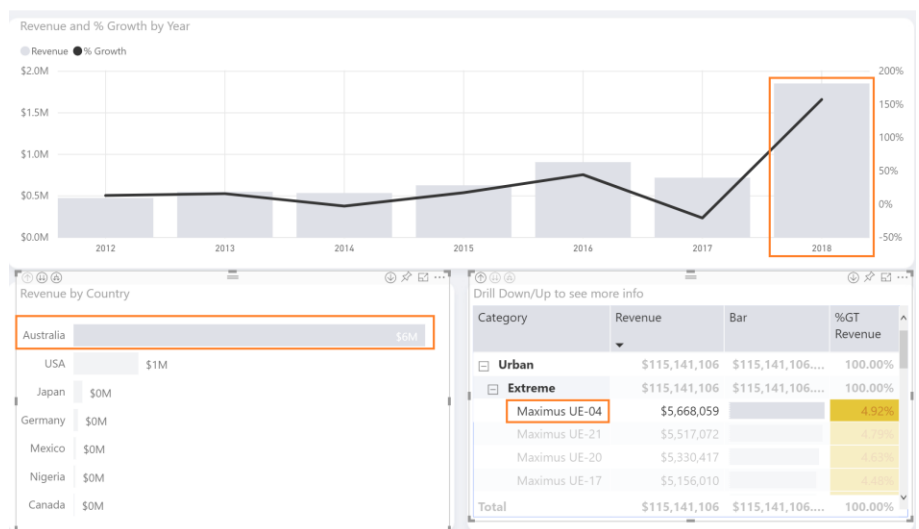 Revenue and % Growth by Year
Revenue % Growth
$2.0M 200%
$1.5M 150%
100%
$1.0M
50%
$0.5M
0%
$0.0M -50%
2012 2013 2014 2015 2016 2017 2018
Revenue by Country
Australia $6M
USA $1M
Japan $0M
Germany $0M
Mexico $0M
Nigeria $0M
Canada $0M
Drill Down/Up to see more info
Category Revenue Bar %GT Revenue
Urban $115,141,106 $115,141,106.... 100.00%
Extreme $115,141,106 $115,141,106.... 100.00%
Maximus UE-04 $5,668,059 4.92%
Maximus UE-21 $5,517,072 4.79%
Maximus UE-20 $5,330,417 4.63%
Maximus UE-17 $5,156,010 4.48%
Total $115,141,106 $115,141,106.... 100.00%